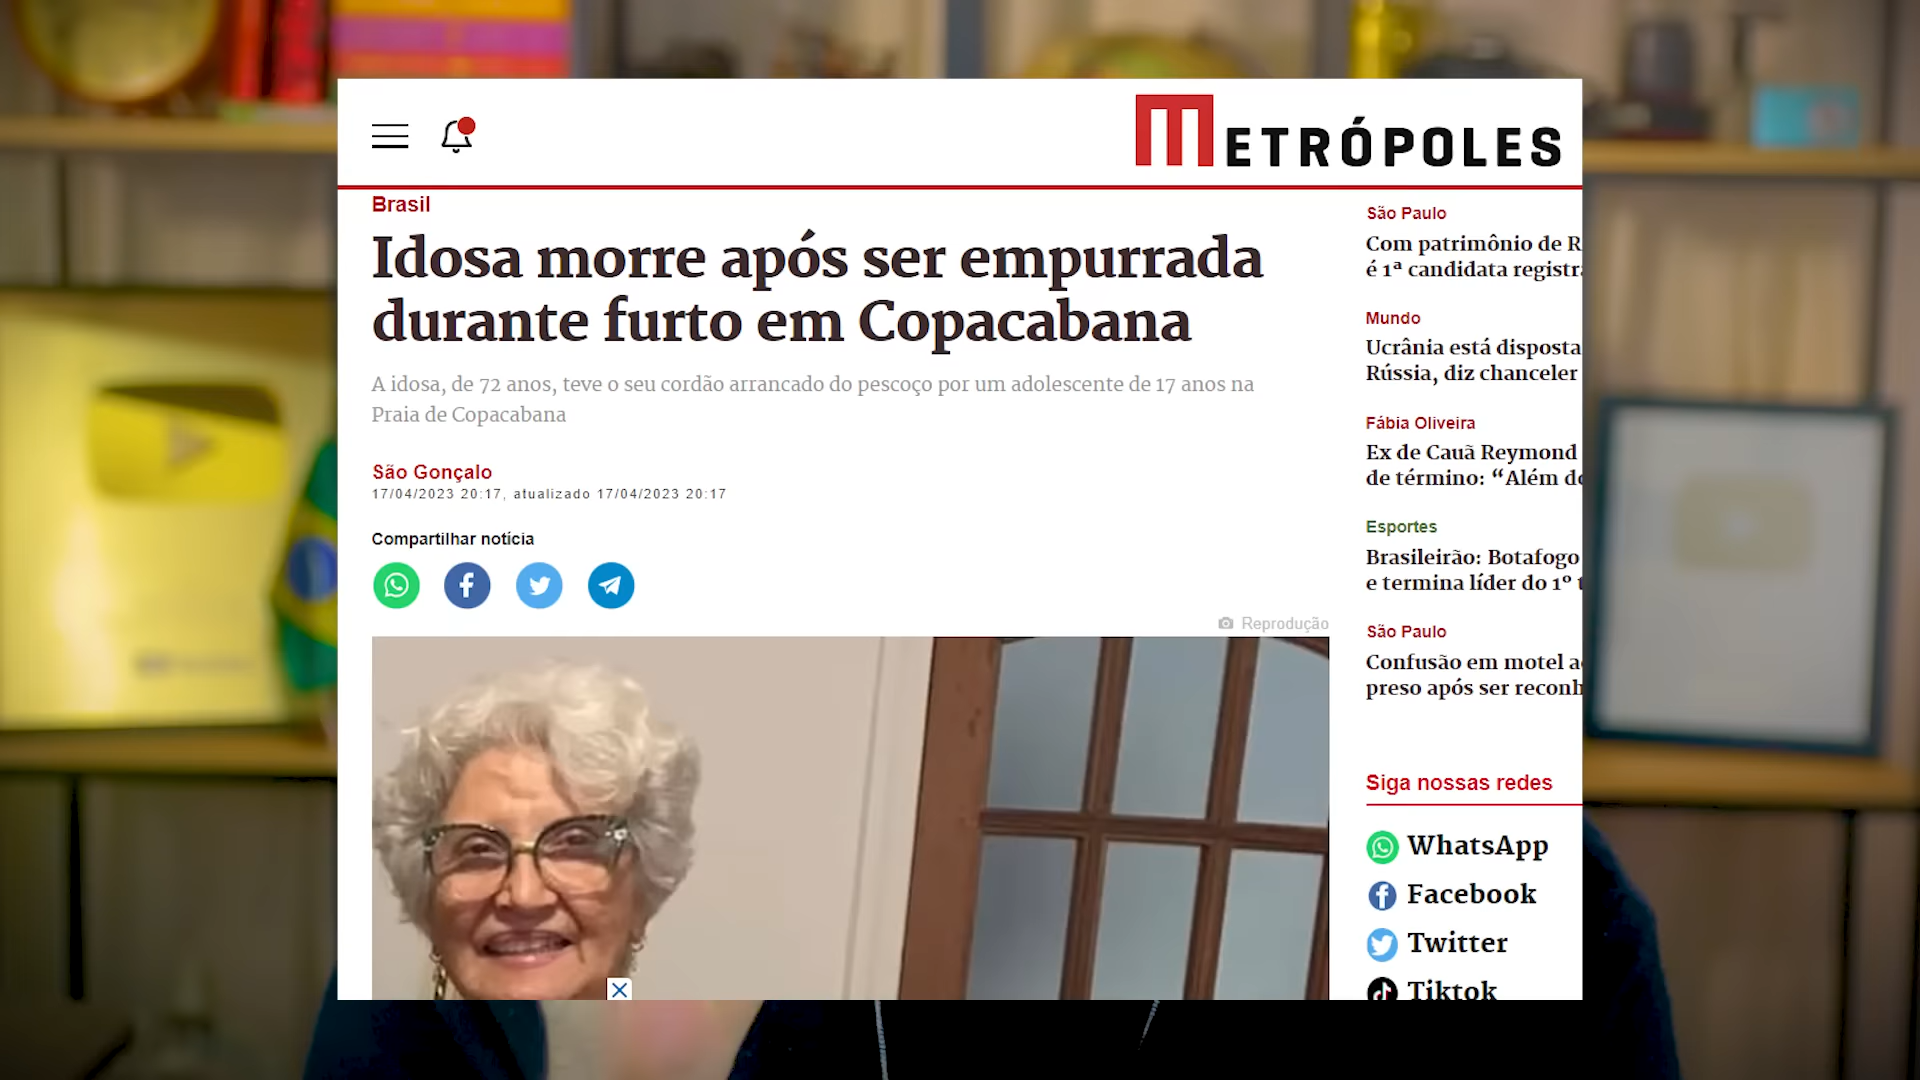 METRÓPOLES
Brasil
Idosa morre após ser empurrada
durante furto em Copacabana
A idosa, de 72 anos, teve o seu cordão arrancado do pescoço por um adolescente de 17 anos na
Praia de Copacabana
São Gonçalo
17/04/2023 20:17, atualizado 17/04/2023 20:17
Compartilhar notícia
Reprodução
São Paulo
Com patrimônio de R
é 1ª candidata registra
Mundo
Ucrânia está disposta
Rússia, diz chanceler
Fábia Oliveira
Ex de Cauã Reymond
de término: “Além do
Esportes
Brasileirão: Botafogo
e termina líder do 1º t
São Paulo
Confusão em motel a
preso após ser reconh
Siga nossas redes
WhatsApp
Facebook
Twitter
Tiktok